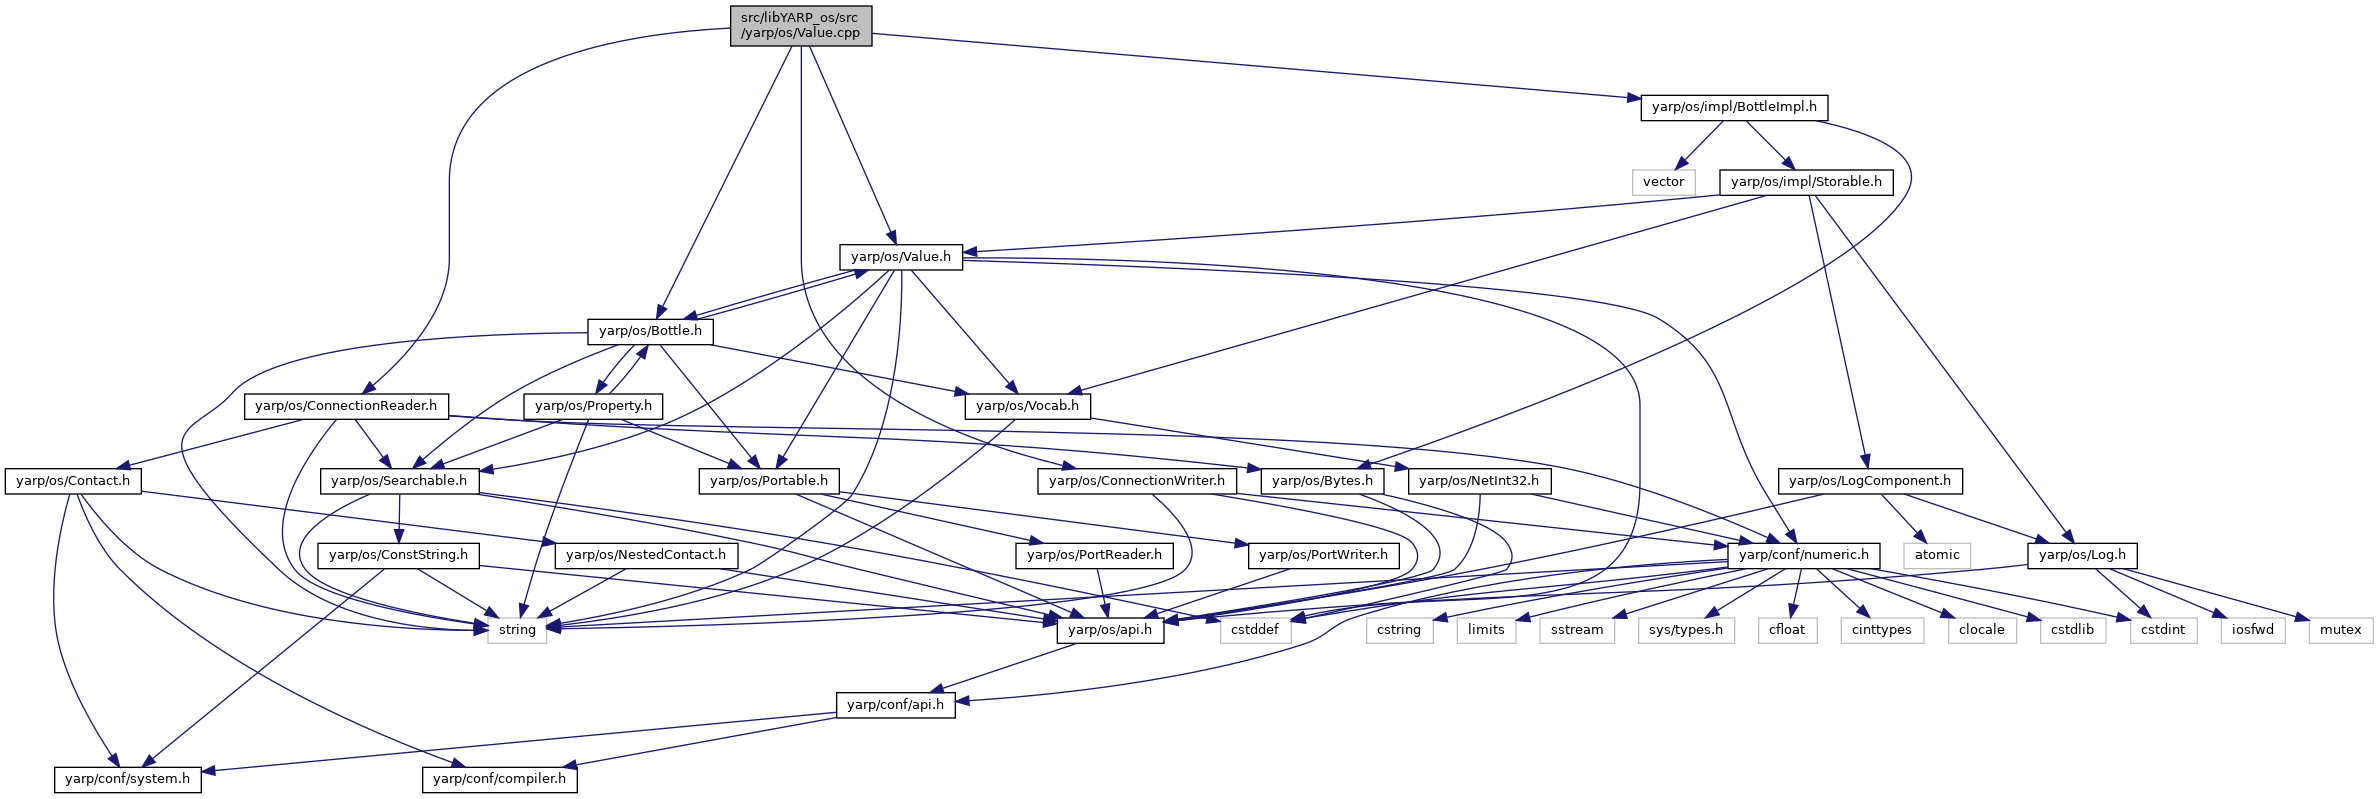 src/libYARP_os/src
/yarp/os/Value.cpp
yarp/os/impl/BottleImpl.h
vector
yarp/os/impl/Storable.h
yarp/os/Value.h
yarp/os/Bottle.h
yarp/os/ConnectionReader.h
yarp/os/Property.h
yarp/os/Vocab.h
yarp/os/Contact.h
yarp/os/Searchable.h
yarp/os/Portable.h
yarp/os/ConnectionWriter.h
yarp/os/Bytes.h
yarp/os/NetInt32.h
yarp/os/LogComponent.h
yarp/os/ConstString.h
yarp/os/NestedContact.h
yarp/os/PortReader.h
yarp/os/PortWriter.h
yarp/conf/numeric.h
atomic
yarp/os/Log.h
string
yarp/os/api.h
cstddef
cstring
limits
sstream
sys/types.h
cfloat
cinttypes
clocale
cstdlib
cstdint
iosfwd
mutex
yarp/conf/api.h
yarp/conf/system.h
yarp/conf/compiler.h